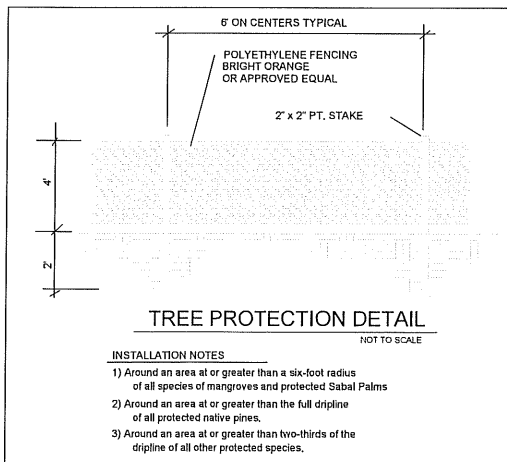 6' ON CENTERS TYPICAL
POLYETHYLENE FENCING
BRIGHT ORANGE
OR APPROVED EQUAL
2" x 2" PT. STAKE
4'
2'
TREE PROTECTION DETAIL
NOT TO SCALE
INSTALLATION NOTES
1) Around an area at or greater than a six-foot radius
of all species of mangroves and protected Sabal Palms
2) Around an area at or greater than the full dripline
of all protected native pines.
3) Around an area at or greater than two-thirds of the
dripline of all other protected species.